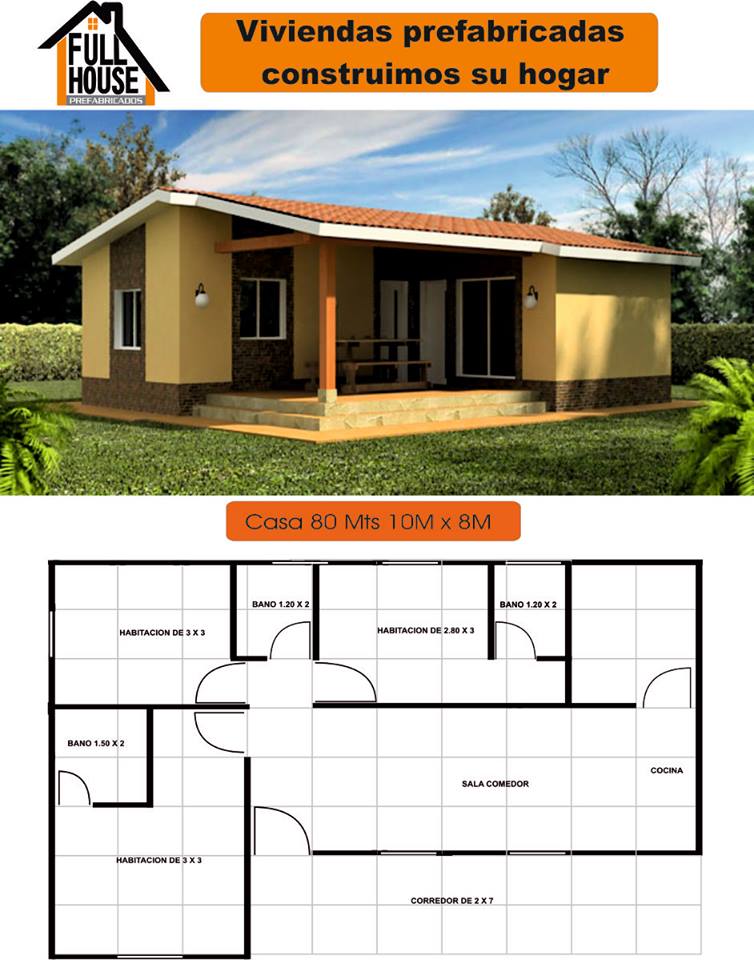 FULL
HOUSE
PREFABRICADOS
Viviendas prefabricadas
construimos su hogar
Casa 80 Mts 10M x 8M
BANO 1.20 X 2
BANO 1.20 X 2
HABITACION DE 3 X 3
HABITACION DE 2.80 X 3
BANO 1.50 X 2
COCINA
SALA COMEDOR
HABITACION DE 3 X 3
CORREDOR DE 2 X 7